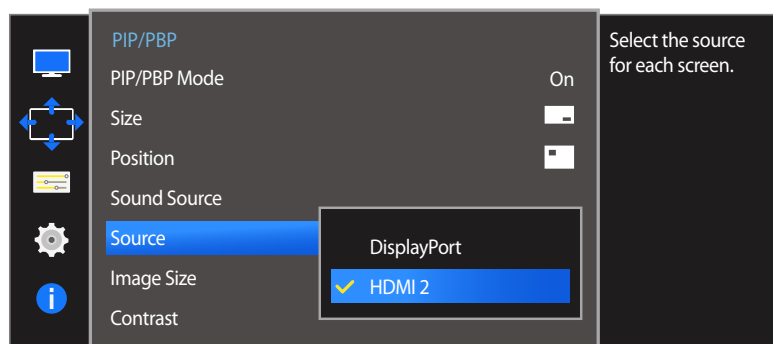 PIP/PBP
PIP/PBP Mode On
Size
Position
Sound Source
Source
Image Size
Contrast
DisplayPort
HDMI 2
Select the source
for each screen.